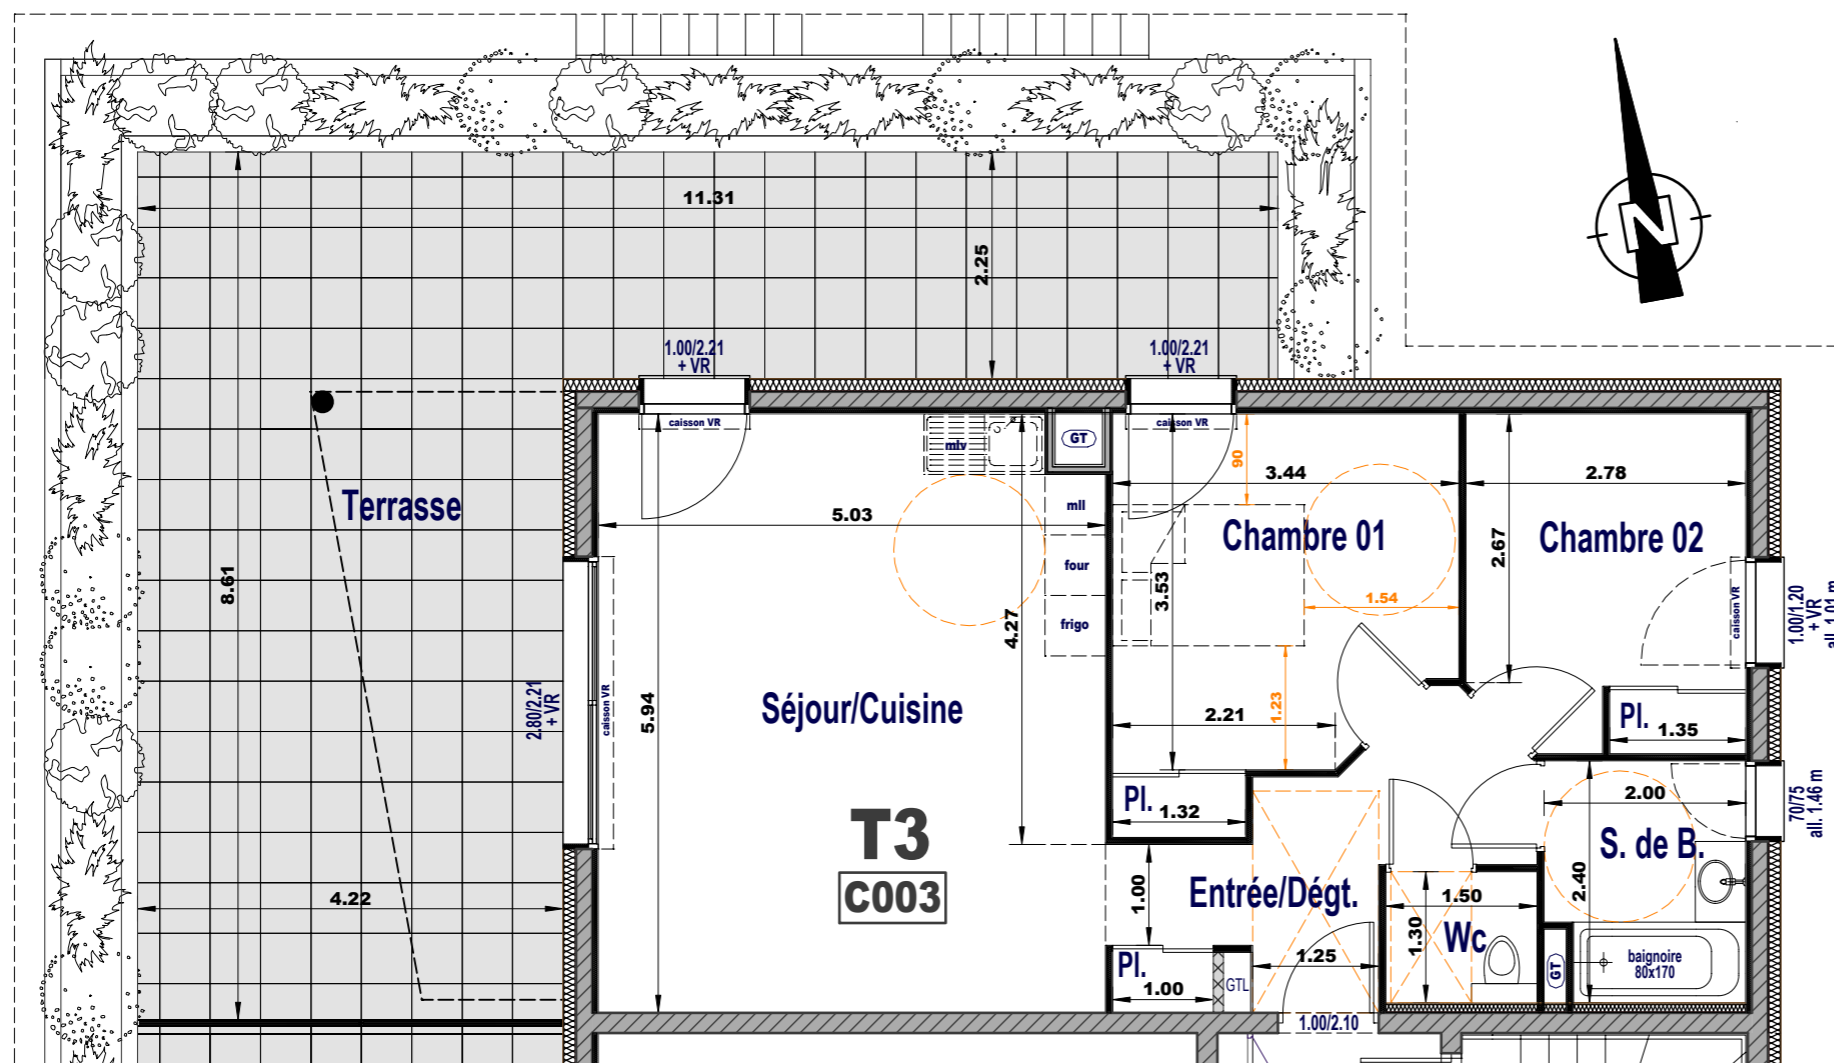 11.31
2.25
N
1.00/2.21
+ VR
1.00/2.21
+ VR
caisson VR
caisson VR
mlv
GT
90
3.44
2.78
Terrasse
5.03
mll
Chambre 01
Chambre 02
2.67
8.61
four
3.53
1.54
frigo
4.27
caisson VR
1.00/1.20
+ VR
all. 1.01 m
2.80/2.21
+ VR
caisson VR
5.94
Séjour/Cuisine
2.21
1.23
Pl.
1.35
Pl.
1.32
2.00
70/75
all. 1.46 m
T3
C003
S. de B.
4.22
1.00
Entrée/Dégt.
1.50
2.40
1.30
Wc
Pl.
1.00
GTL
1.25
GT
baignoire
80x170
1.00/2.10